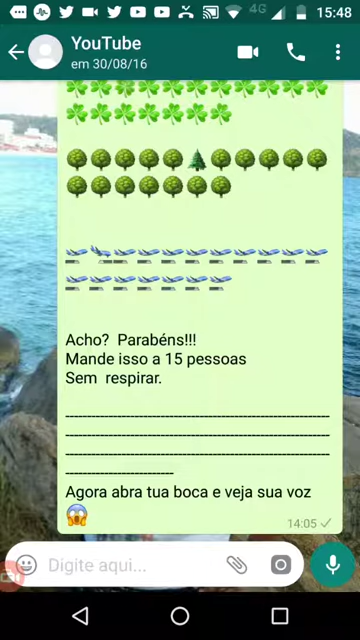 4G 15:48
YouTube
em 30/08/16
Acho? Parabéns!!!
Mande isso a 15 pessoas
Sem respirar.
--------------------------------------------------------------
--------------------------------------------------------------
--------------------------------------------------------------
-------------------------
Agora abra tua boca e veja sua voz
😱
14:05
Digite aqui...